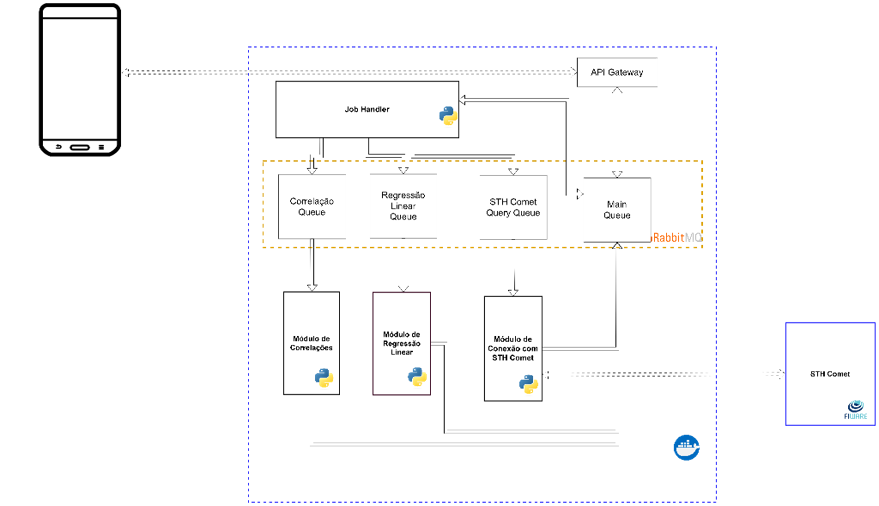 API Gateway
Job Handler
Correlação
Queue
Regressão
Linear
Queue
STH Comet
Query Queue
Main
Queue
RabbitMQ
Módulo de
Correlações
Módulo de
Regressão
Linear
Módulo de
Conexão com
STH Comet
STH Comet
FIWARE